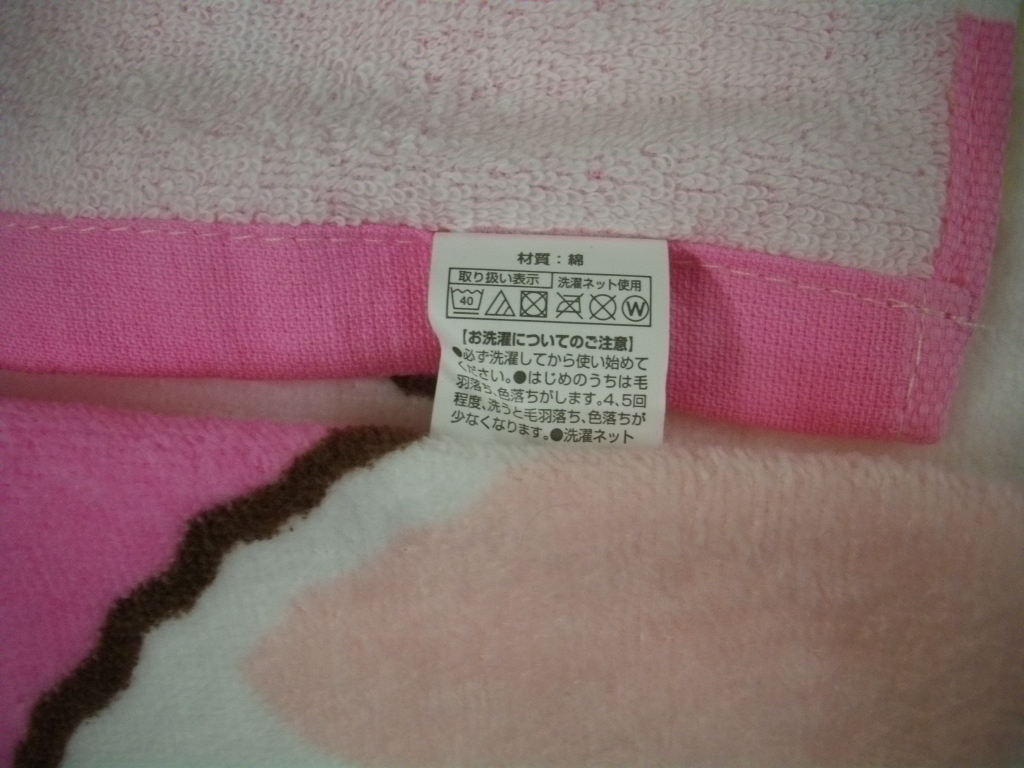 材質：綿
取り扱い表示 洗濯ネット使用
40 W
【お洗濯についてのご注意】
●必ず洗濯してから使い始めて
ください。●はじめのうちは毛
羽落ち、色落ちがします。4、5回
程度、洗うと毛羽落ち、色落ちが
少なくなります。●洗濯ネット